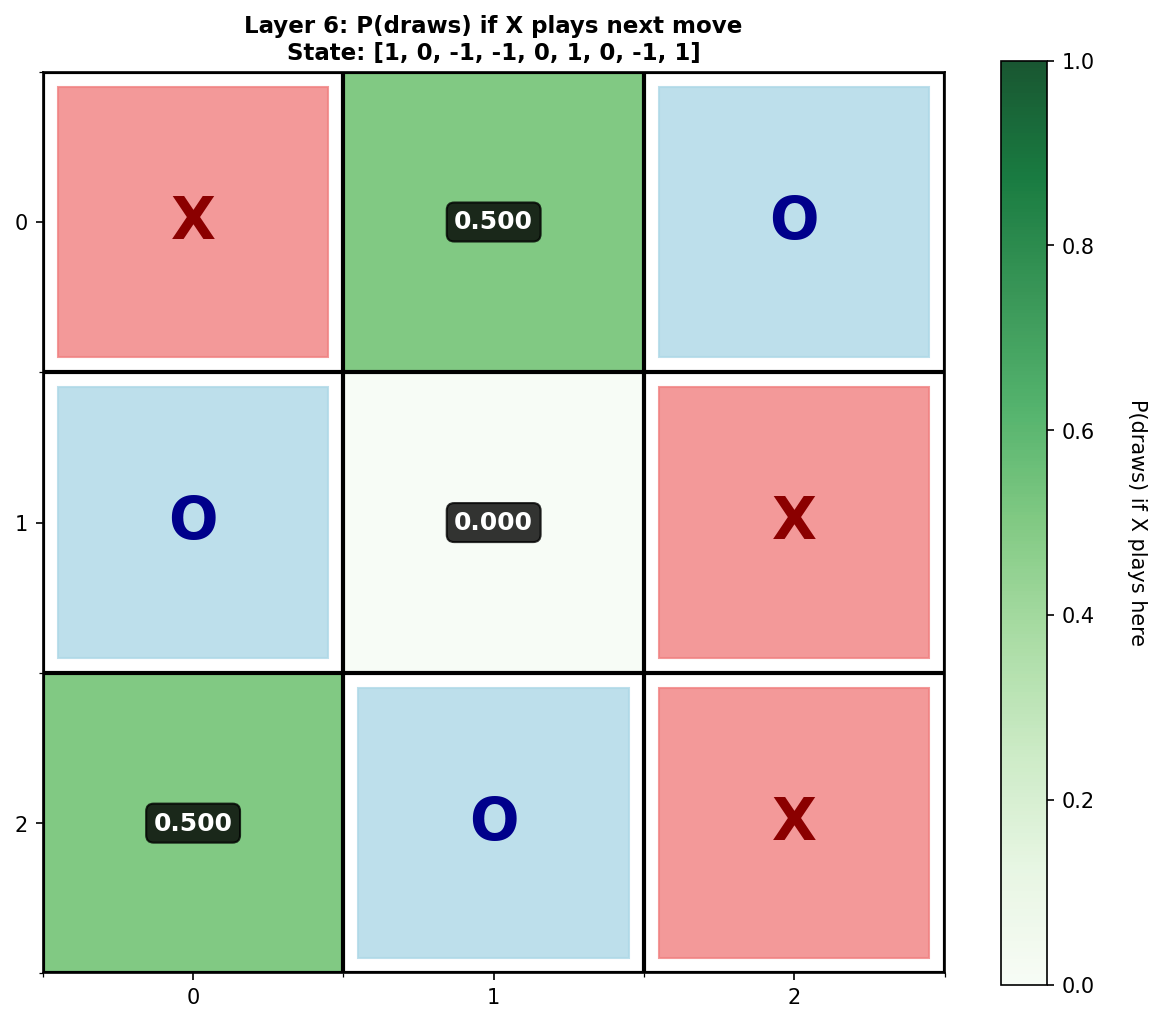 Layer 6: P(draws) if X plays next move
State: [1, 0, -1, -1, 0, 1, 0, -1, 1]
X 0.500 O
O 0.000 X
0.500 O X
0
1
2
0 1 2
1.0
0.8
0.6
0.4
0.2
0.0
P(draws) if X plays here